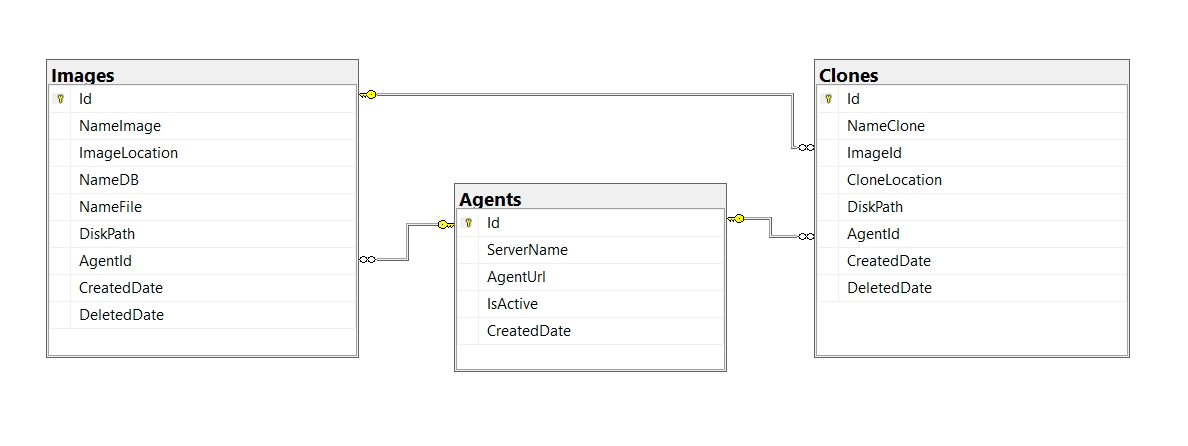 Images
Id
NameImage
ImageLocation
NameDB
NameFile
DiskPath
AgentId
CreatedDate
DeletedDate
Agents
Id
ServerName
AgentUrl
IsActive
CreatedDate
Clones
Id
NameClone
ImageId
CloneLocation
DiskPath
AgentId
CreatedDate
DeletedDate